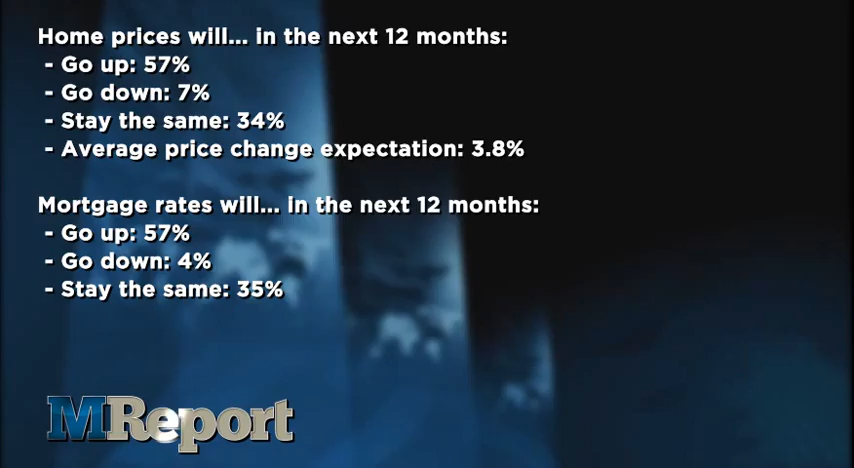 Home prices will... in the next 12 months:
- Go up: 57%
- Go down: 7%
- Stay the same: 34%
- Average price change expectation: 3.8%
Mortgage rates will... in the next 12 months:
- Go up: 57%
- Go down: 4%
- Stay the same: 35%
MReport